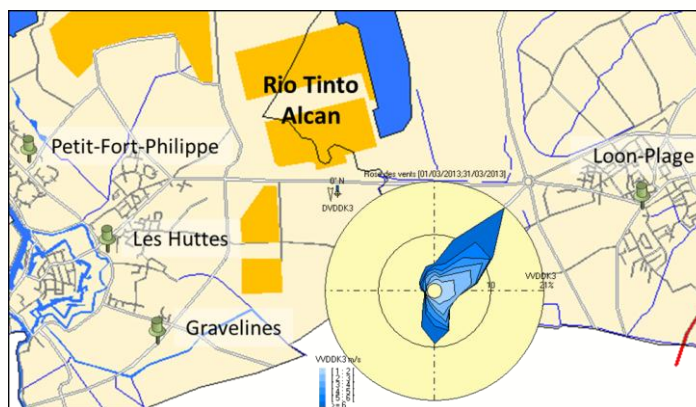 Rio Tinto
Alcan
Petit-Fort-Philippe
Loon-Plage
Rose des vents [01/03/2013;31/03/2013]
0° N
DVDDK3
Les Huttes
VVDDK3
10
21%
Gravelines
VVDDK3 m/s